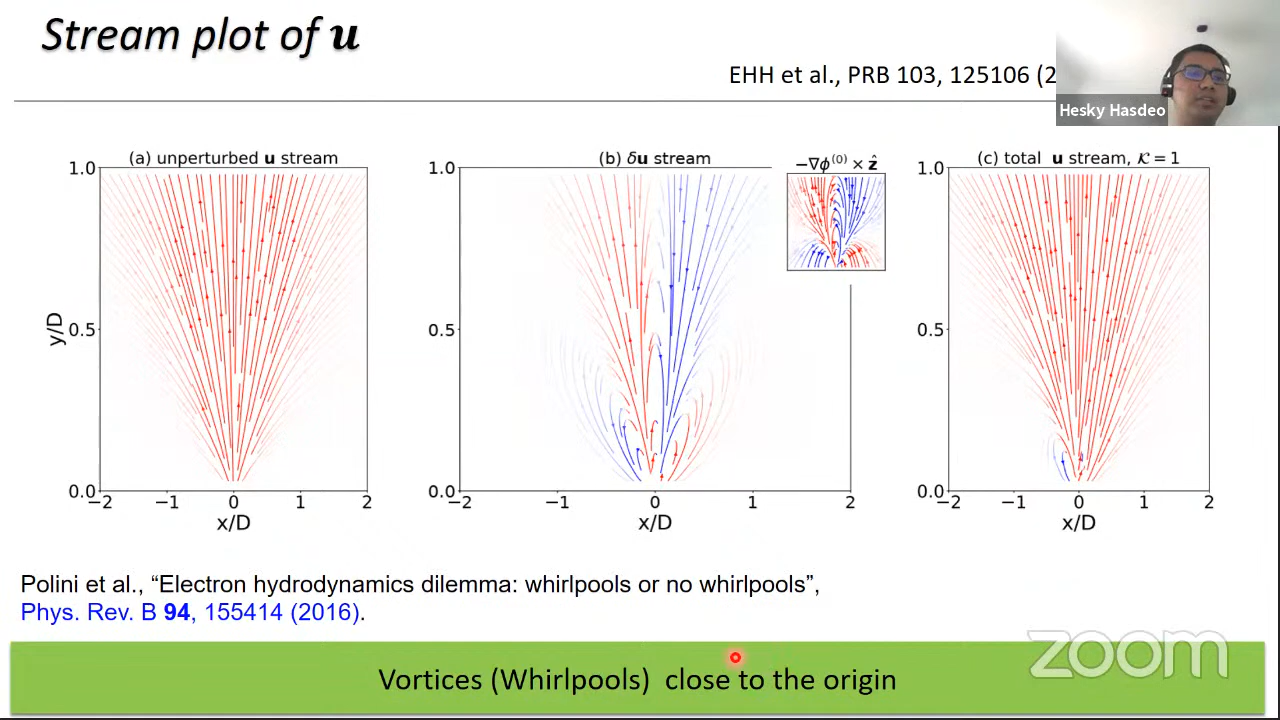 Stream plot of u
EHH et al., PRB 103, 125106 (2
Hesky Hasdeo
(a) unperturbed u stream
(b) δu stream
−∇ϕ⁽⁰⁾ × ẑ
(c) total u stream, 𝒦 = 1
1.0
0.5
0.0
y/D
−2 −1 0 1 2
x/D
1.0
0.5
0.0
−2 −1 0 1 2
x/D
1.0
0.5
0.0
−2 −1 0 1 2
x/D
Polini et al., “Electron hydrodynamics dilemma: whirlpools or no whirlpools”,
Phys. Rev. B 94, 155414 (2016).
zoom
Vortices (Whirlpools) close to the origin